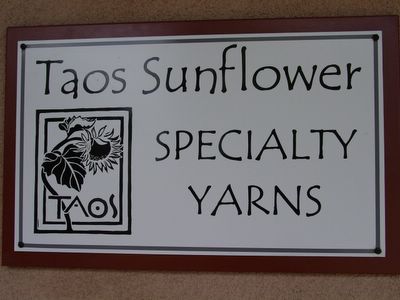 Taos Sunflower
SPECIALTY
YARNS
TAOS